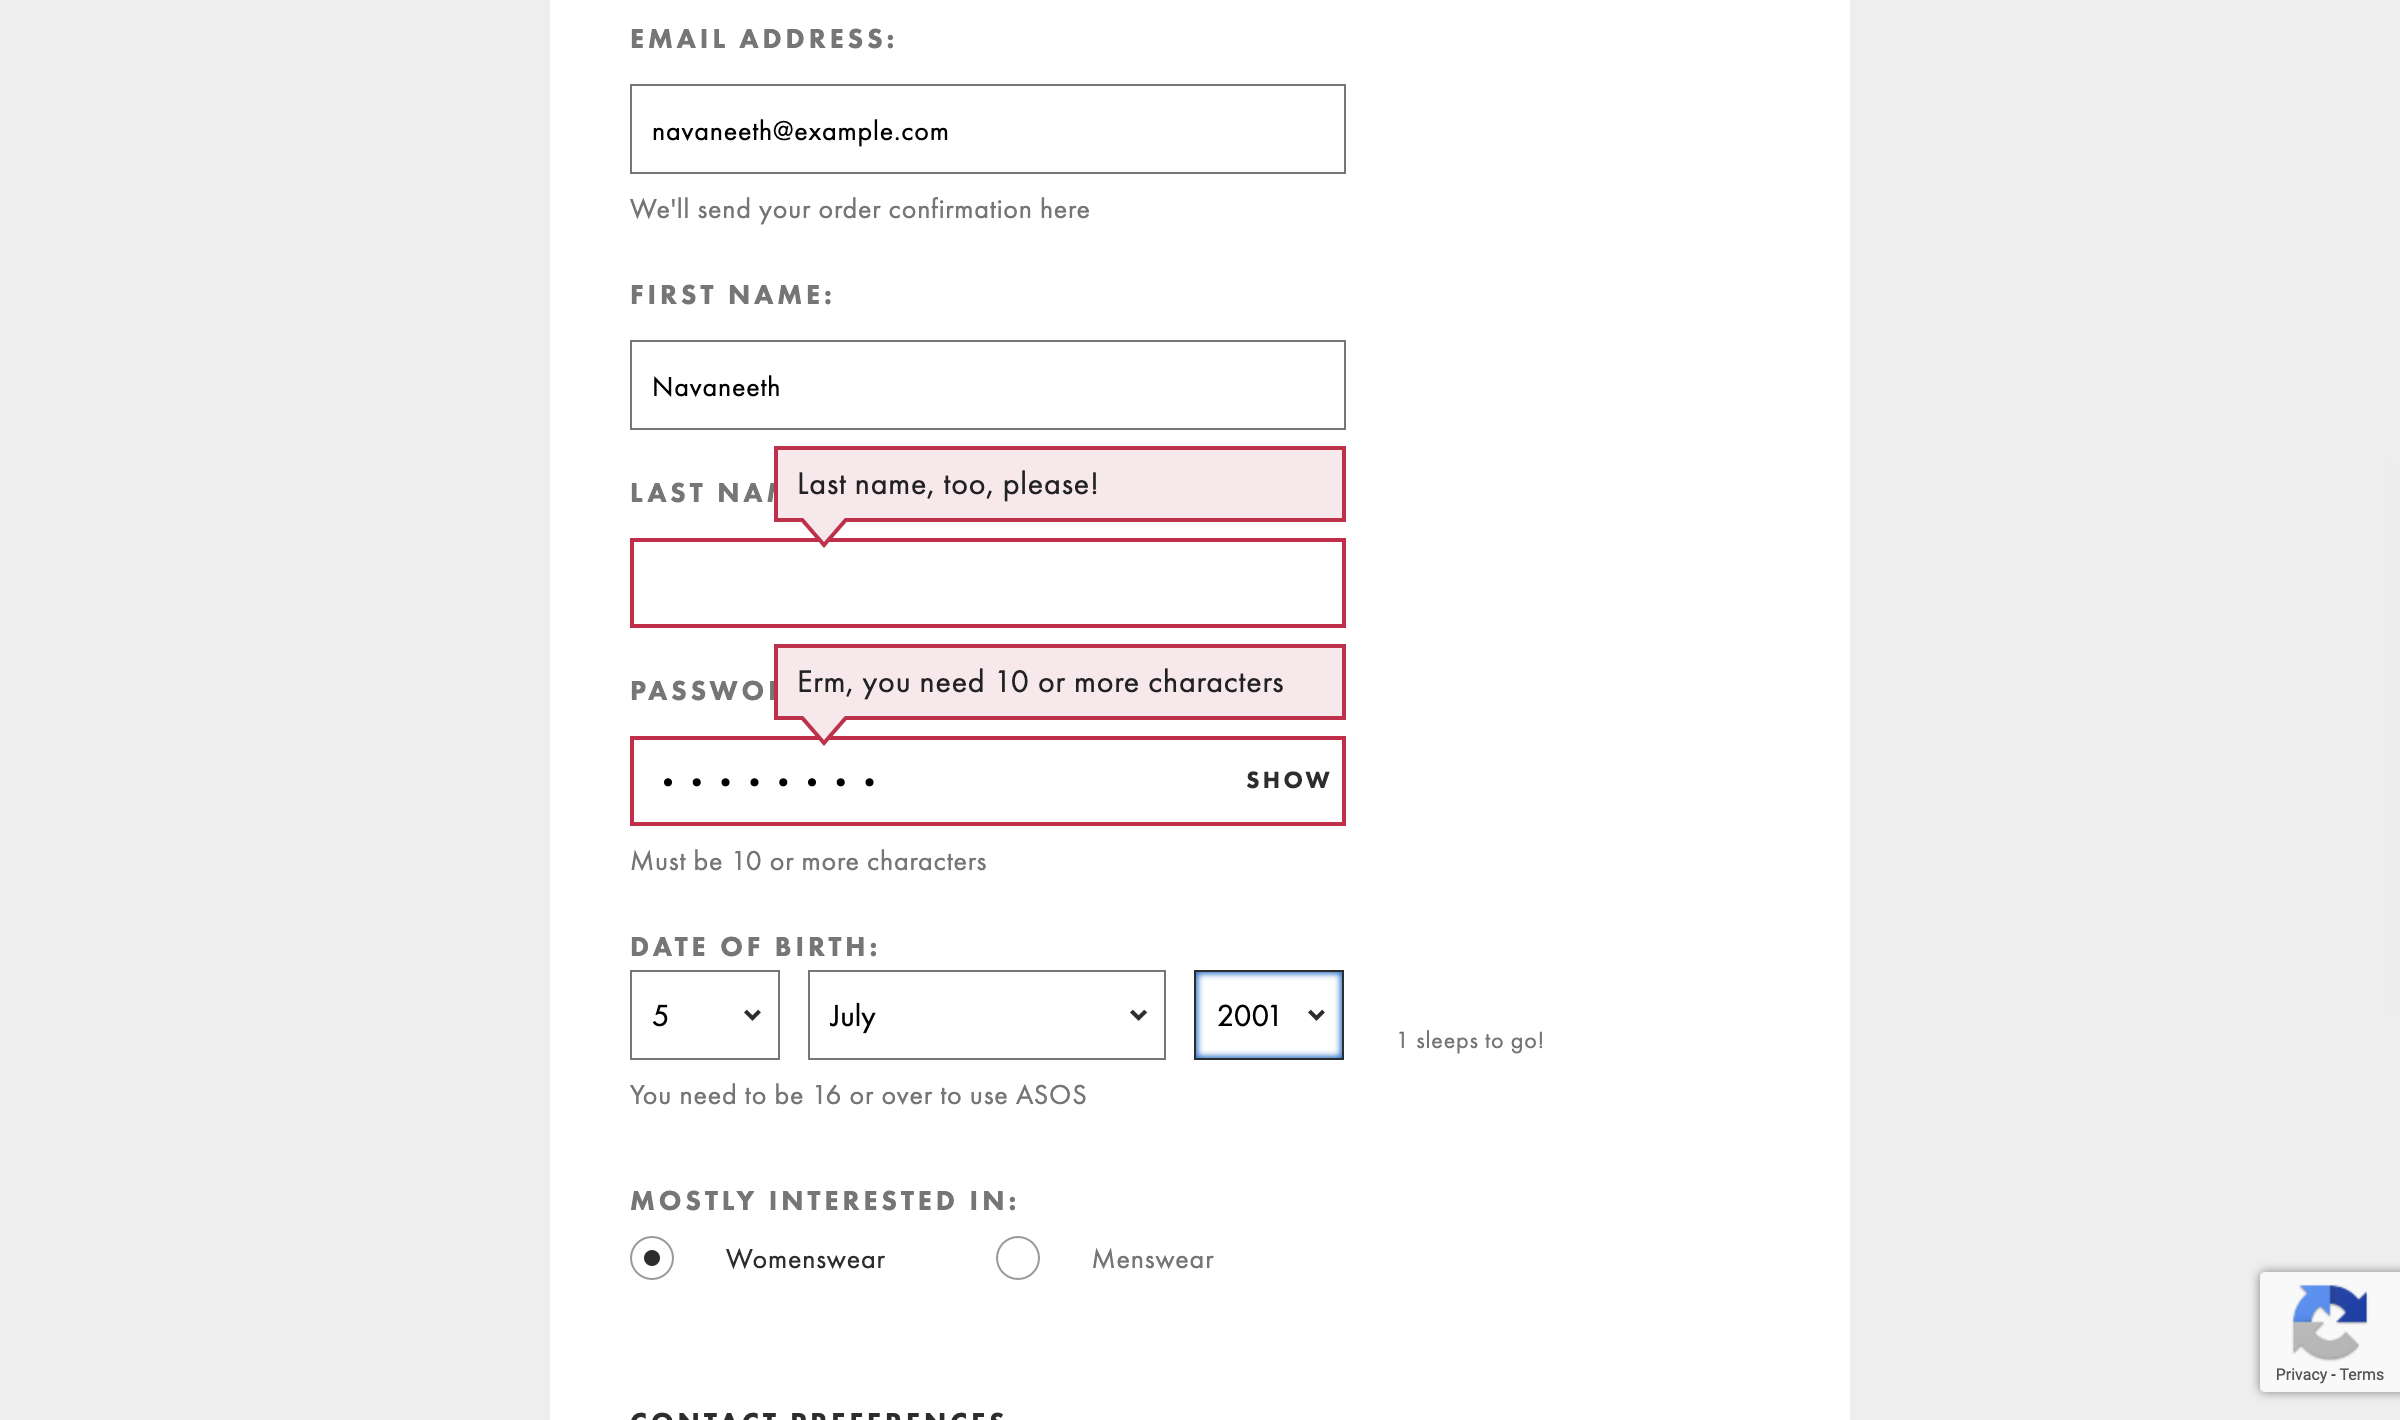 EMAIL ADDRESS:
navaneeth@example.com
We'll send your order confirmation here
FIRST NAME:
Navaneeth
Last name, too, please!
LAST NA
Erm, you need 10 or more characters
PASSWO
SHOW
Must be 10 or more characters
DATE OF BIRTH:
5 July 2001
1 sleeps to go!
You need to be 16 or over to use ASOS
MOSTLY INTERESTED IN:
Womenswear Menswear
Privacy - Terms
CONTACT PREFERENCES